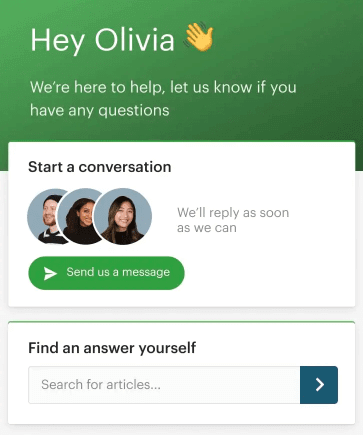 Hey Olivia 👋
We're here to help, let us know if you
have any questions
Start a conversation
We'll reply as soon
as we can
Send us a message
Find an answer yourself
Search for articles...